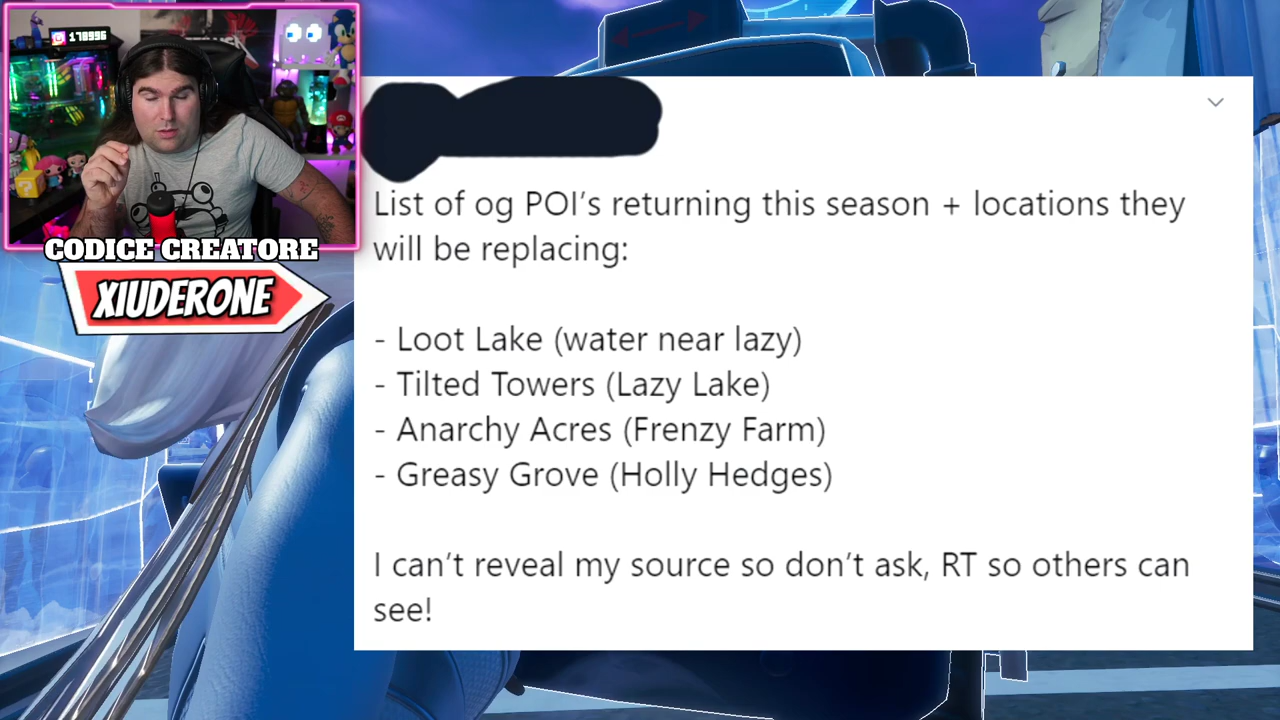 178996
CODICE CREATORE
XIUDERONE
List of og POI's returning this season + locations they
will be replacing:
- Loot Lake (water near lazy)
- Tilted Towers (Lazy Lake)
- Anarchy Acres (Frenzy Farm)
- Greasy Grove (Holly Hedges)
I can't reveal my source so don't ask, RT so others can
see!